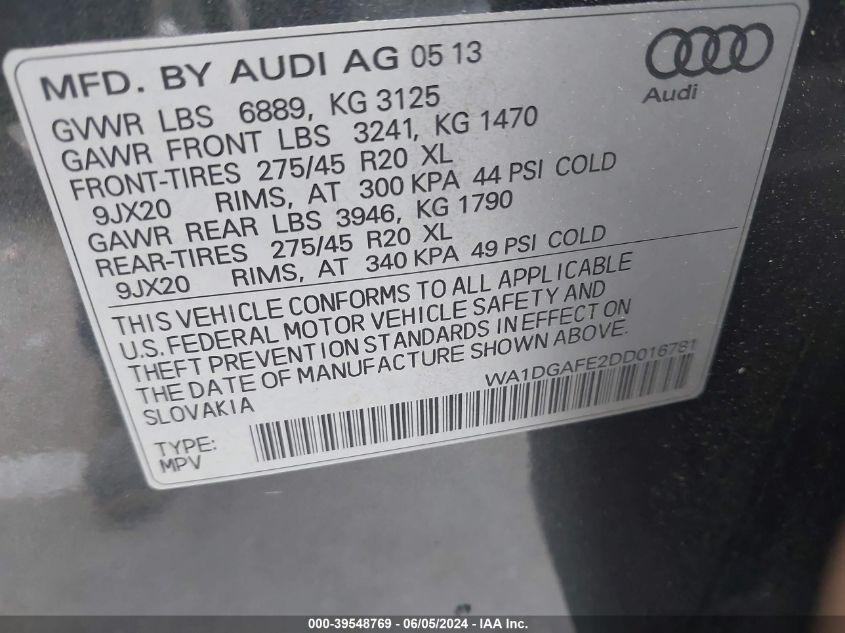 MFD. BY AUDI AG 05 13
Audi
GVWR LBS 6889, KG 3125
GAWR FRONT LBS 3241, KG 1470
FRONT-TIRES 275/45 R20 XL
9JX20 RIMS, AT 300 KPA 44 PSI COLD
GAWR REAR LBS 3946, KG 1790
REAR-TIRES 275/45 R20 XL
9JX20 RIMS, AT 340 KPA 49 PSI COLD
THIS VEHICLE CONFORMS TO ALL APPLICABLE
U.S. FEDERAL MOTOR VEHICLE SAFETY AND
THEFT PREVENTION STANDARDS IN EFFECT ON
THE DATE OF MANUFACTURE SHOWN ABOVE.
SLOVAKIA
WA1DGAFE2DD016781
TYPE:
MPV
000-39548769 - 06/05/2024 - IAA Inc.